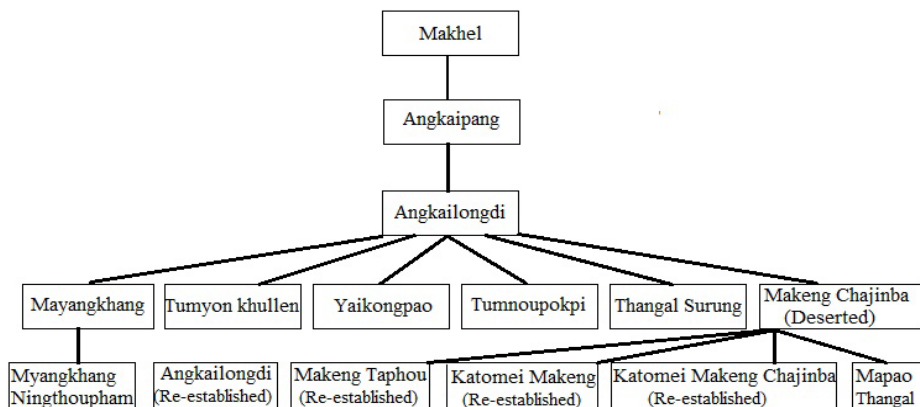 Makhel
Angkaipang
Angkailongdi
Mayangkhang
Tumyon khullen
Yaikongpao
Tumnoupokpi
Thangal Surung
Makeng Chajinba
(Deserted)
Myangkhang
Ningthoupham
Angkailongdi
(Re-established)
Makeng Taphou
(Re-established)
Katomei Makeng
(Re-established)
Katomei Makeng Chajinba
(Re-established)
Mapao
Thangal